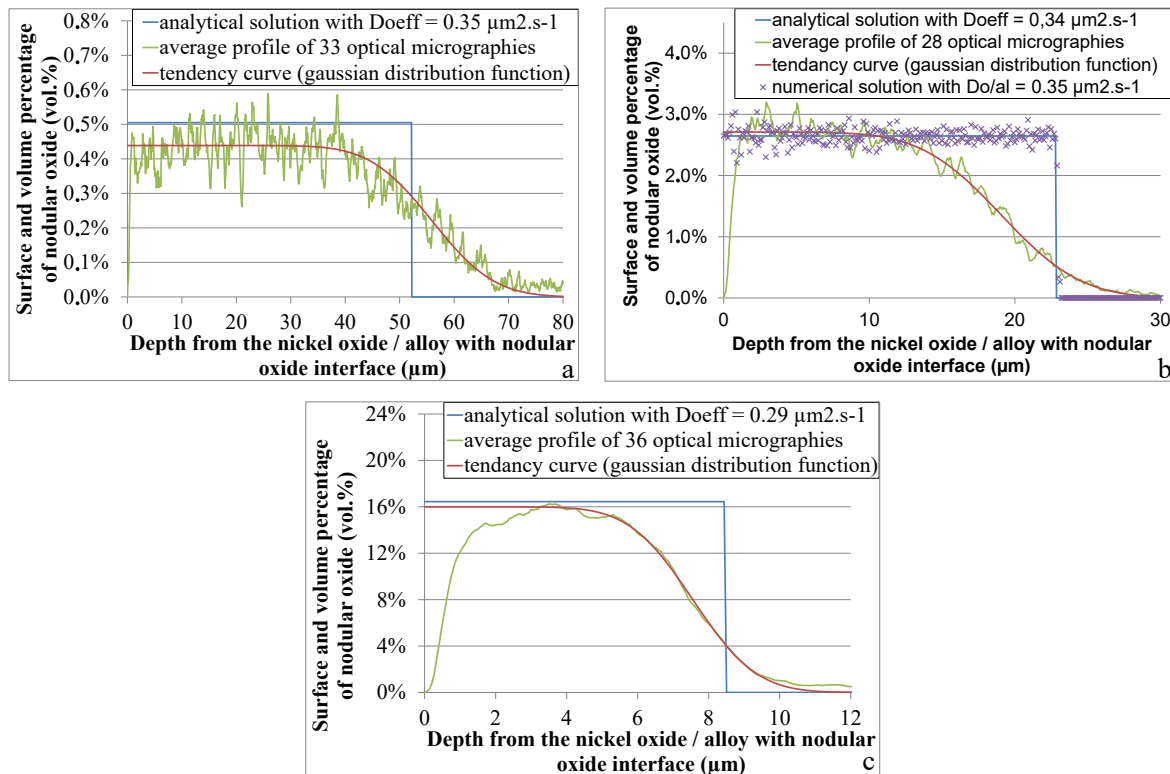 analytical solution with Doeff = 0.35 µm2.s-1
average profile of 33 optical micrographies
tendency curve (gaussian distribution function)
Surface and volume percentage
of nodular oxide (vol.%)
0.8%
0.7%
0.6%
0.5%
0.4%
0.3%
0.2%
0.1%
0.0%
0 10 20 30 40 50 60 70 80
Depth from the nickel oxide / alloy with nodular
oxide interface (µm)
a
analytical solution with Doeff = 0,34 µm2.s-1
average profile of 28 optical micrographies
tendency curve (gaussian distribution function)
numerical solution with Do/al = 0.35 µm2.s-1
Surface and volume percentage
of nodular oxide (vol.%)
4.0%
3.0%
2.0%
1.0%
0.0%
0 10 20 30
Depth from the nickel oxide / alloy with nodular
oxide interface (µm)
b
analytical solution with Doeff = 0.29 µm2.s-1
average profile of 36 optical micrographies
tendancy curve (gaussian distribution function)
Surface and volume percentage
of nodular oxide (vol.%)
24%
20%
16%
12%
8%
4%
0%
0 2 4 6 8 10 12
Depth from the nickel oxide / alloy with nodular
oxide interface (µm)
c